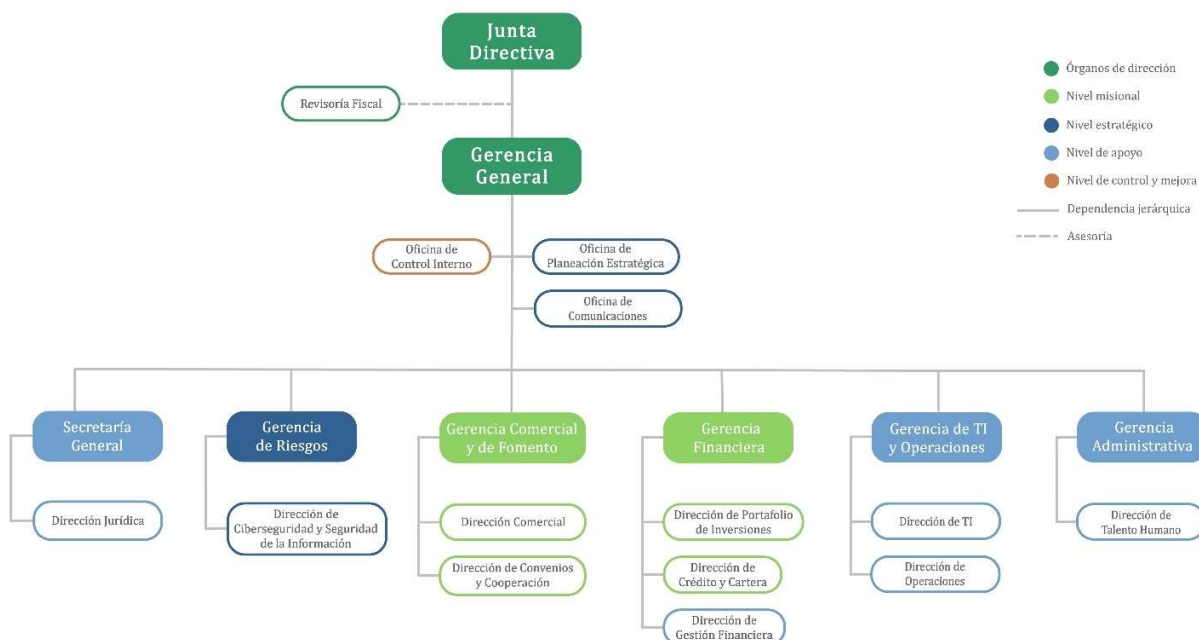 Junta
Directiva
Revisoría Fiscal
Gerencia
General
Oficina de
Control Interno
Oficina de
Planeación Estratégica
Oficina de
Comunicaciones
Órganos de dirección
Nivel misional
Nivel estratégico
Nivel de apoyo
Nivel de control y mejora
Dependencia jerárquica
Asesoría
Secretaría
General
Dirección Jurídica
Gerencia
de Riesgos
Dirección de
Ciberseguridad y Seguridad
de la Información
Gerencia Comercial
y de Fomento
Dirección Comercial
Dirección de Convenios
y Cooperación
Gerencia
Financiera
Dirección de Portafolio
de Inversiones
Dirección de
Crédito y Cartera
Dirección de
Gestión Financiera
Gerencia de TI
y Operaciones
Dirección de TI
Dirección de
Operaciones
Gerencia
Administrativa
Dirección de
Talento Humano